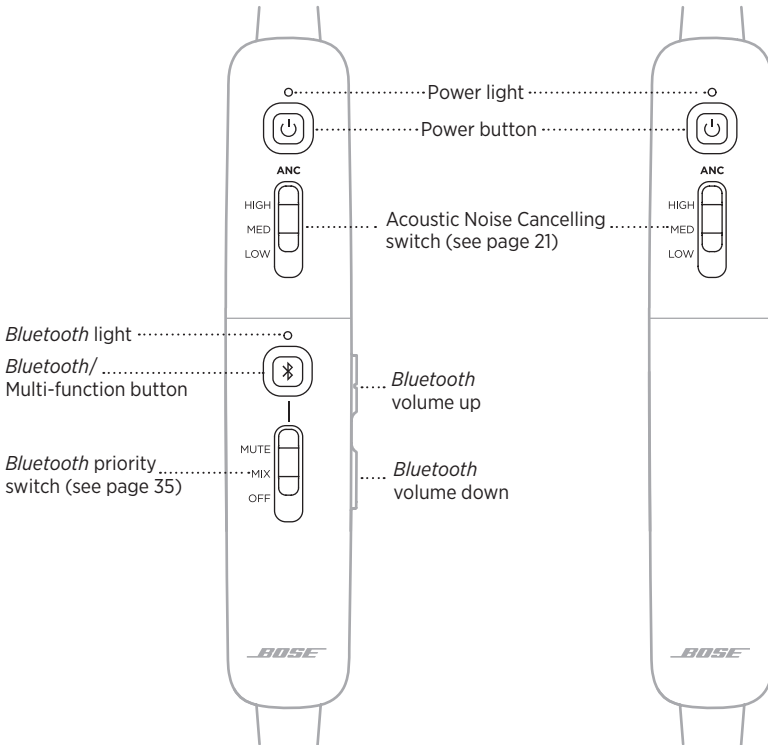 Power light
Power button
ANC
ANC
HIGH
MED
LOW
Acoustic Noise Cancelling
switch (see page 21)
HIGH
MED
LOW
Bluetooth light
Bluetooth/
Multi-function button
Bluetooth
volume up
MUTE
MIX
OFF
Bluetooth priority
switch (see page 35)
Bluetooth
volume down
BOSE
BOSE